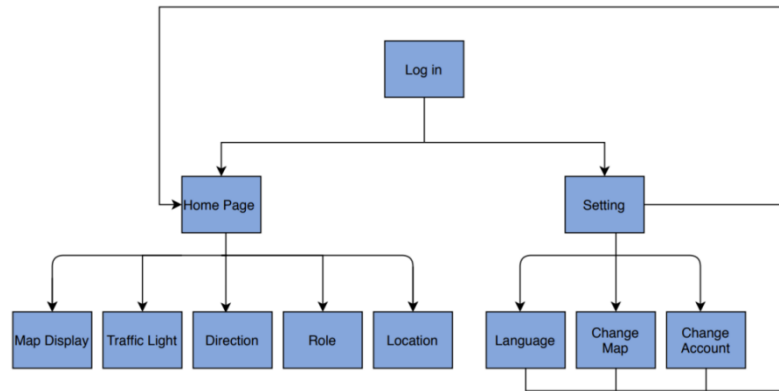 Log in
Home Page
Setting
Map Display
Traffic Light
Direction
Role
Location
Language
Change
Map
Change
Account